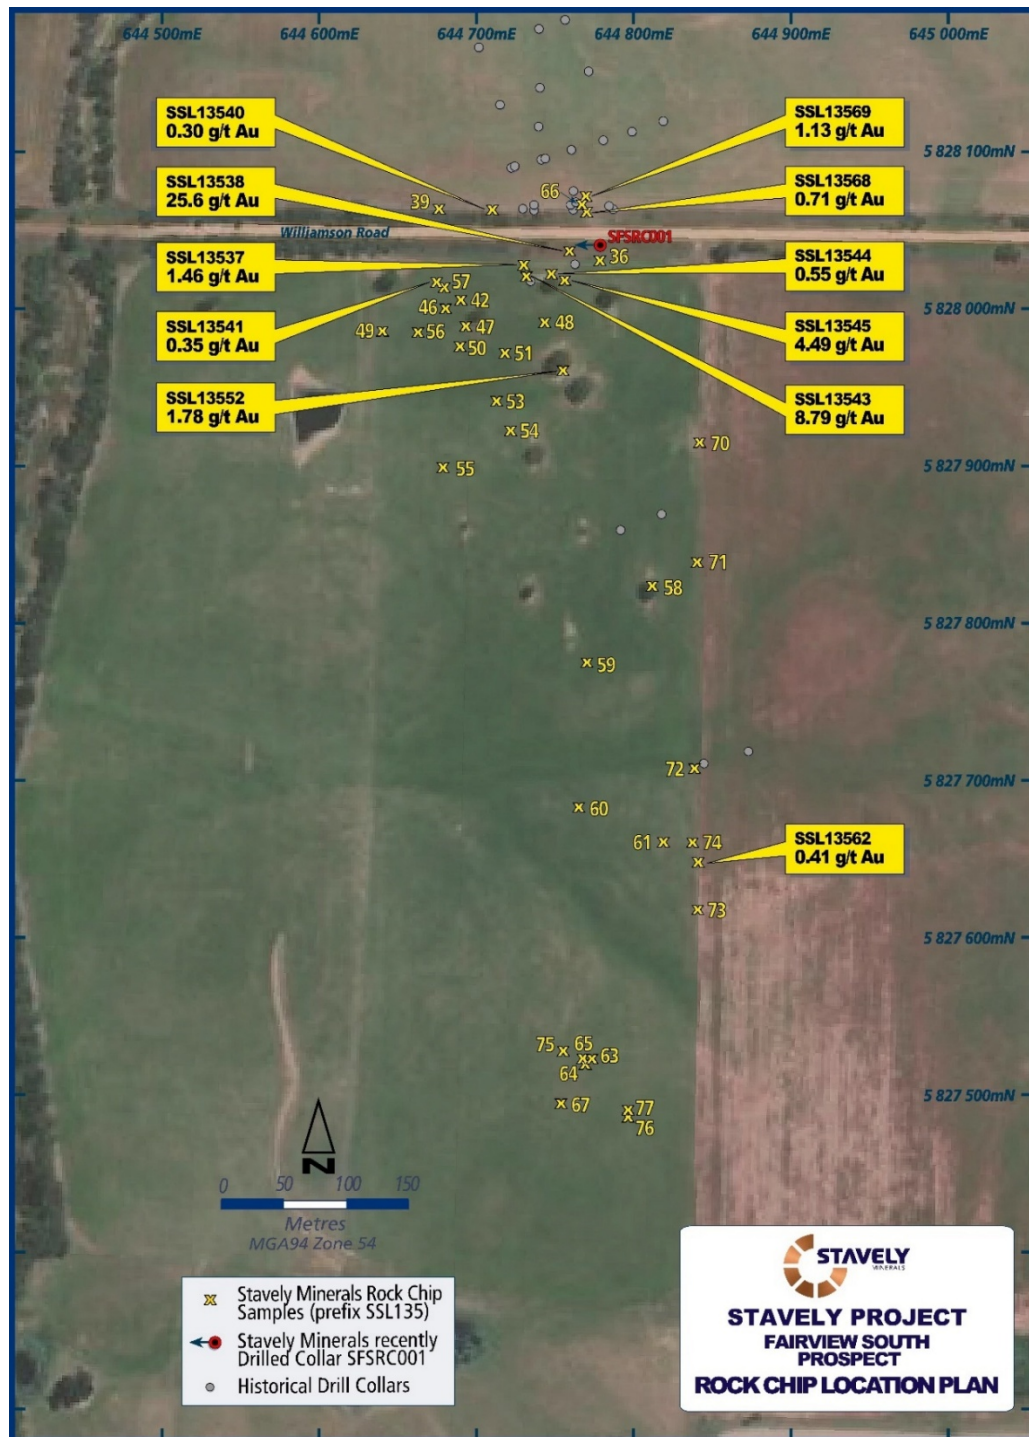 644 500mE 644 600mE 644 700mE 644 800mE 644 900mE 645 000mE
SSL13540
0.30 g/t Au
SSL13569
1.13 g/t Au
5 828 100mN
SSL13538
25.6 g/t Au
SSL13568
0.71 g/t Au
66
39
Williamson Road
SFSRC001
36
SSL13537
1.46 g/t Au
SSL13544
0.55 g/t Au
57
42
46
5 828 000mN
SSL13541
0.35 g/t Au
SSL13545
4.49 g/t Au
49
56
47
48
50
51
SSL13552
1.78 g/t Au
SSL13543
8.79 g/t Au
53
54
70
55
5 827 900mN
71
58
5 827 800mN
59
72
5 827 700mN
60
61
74
SSL13562
0.41 g/t Au
73
5 827 600mN
75
65
63
64
67
77
76
5 827 500mN
N
0 50 100 150
Metres
MGA94 Zone 54
Stavely Minerals Rock Chip
Samples (prefix SSL135)
Stavely Minerals recently
Drilled Collar SFSRC001
Historical Drill Collars
STAVELY
MINERALS
STAVELY PROJECT
FAIRVIEW SOUTH
PROSPECT
ROCK CHIP LOCATION PLAN